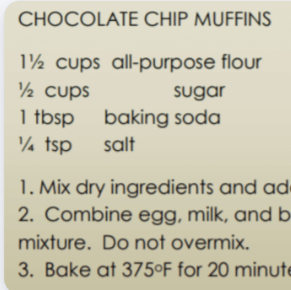 CHOCOLATE CHIP MUFFINS
1½ cups all-purpose flour
½ cups sugar
1 tbsp baking soda
¼ tsp salt
1. Mix dry ingredients and
2. Combine egg, milk, and
mixture. Do not overmix.
3. Bake at 375ºF for 20